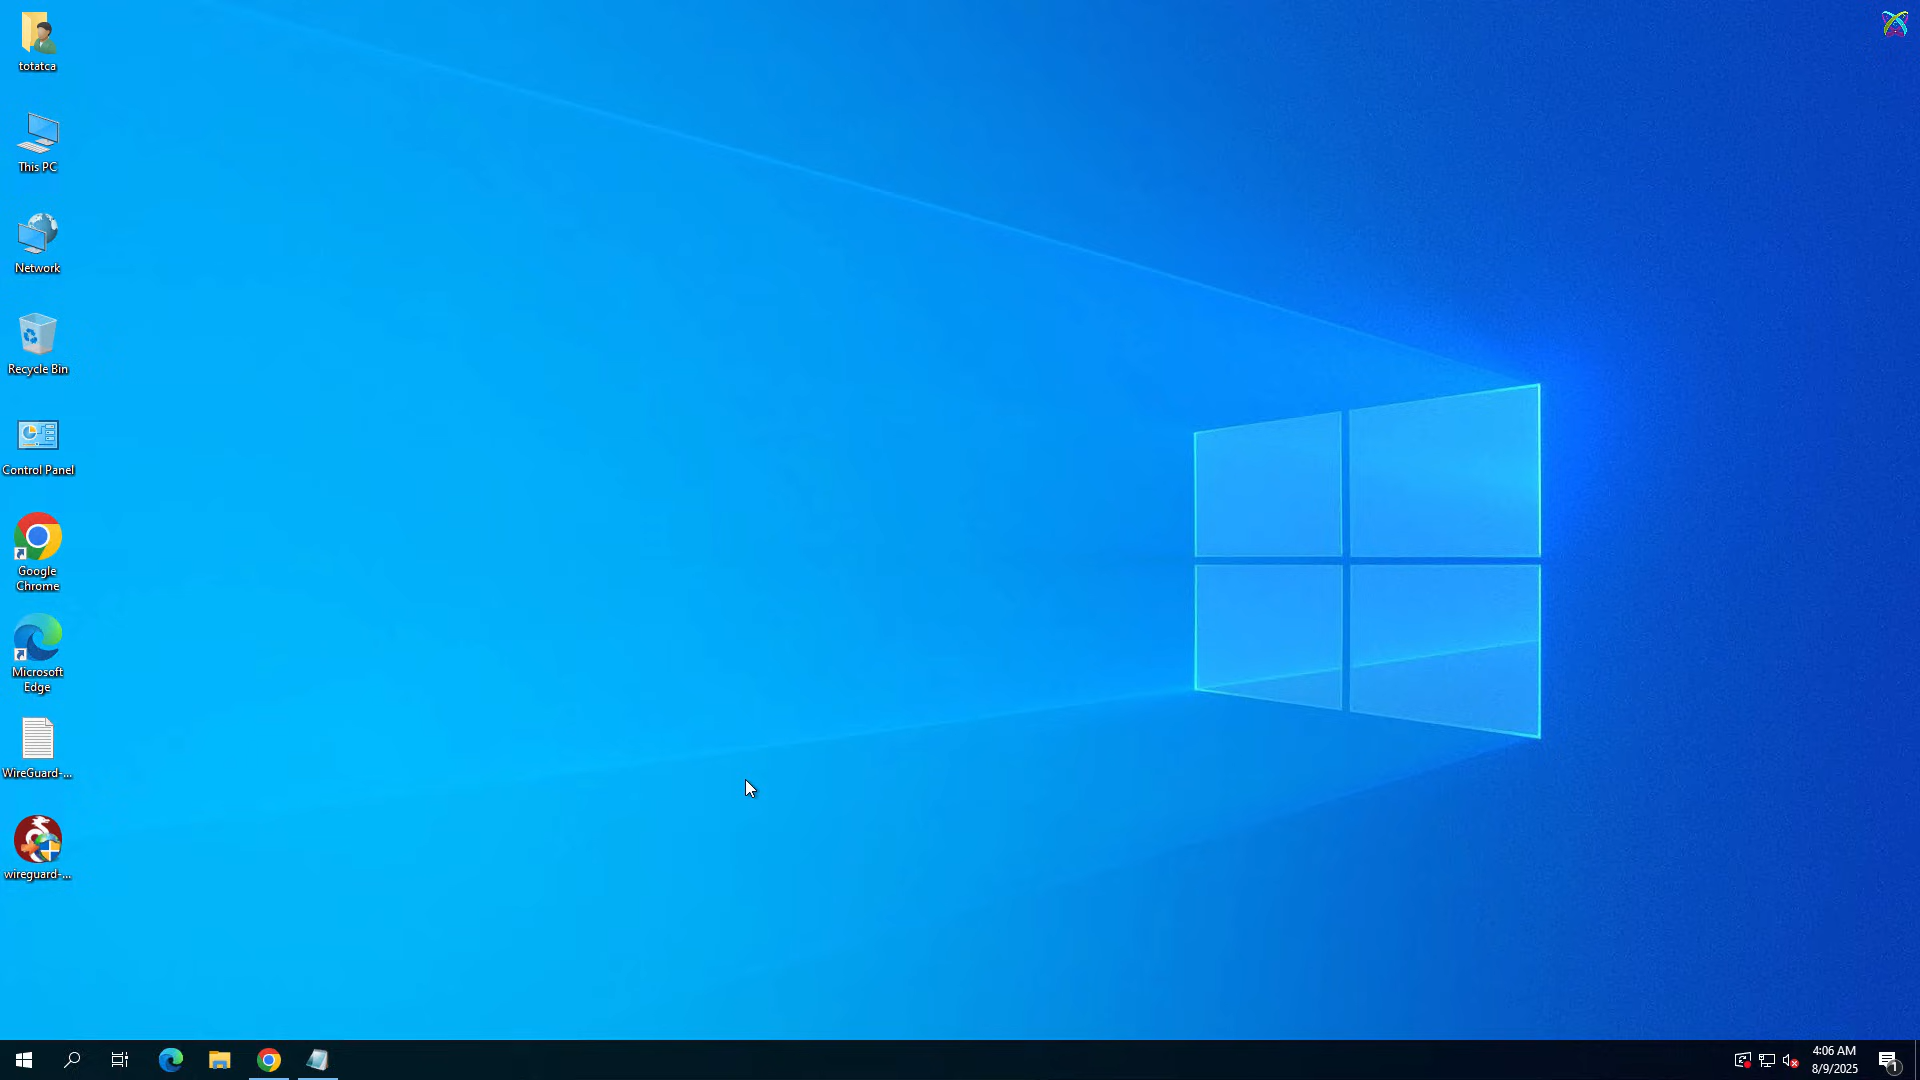 totatca
This PC
Network
Recycle Bin
Control Panel
Google
Chrome
Microsoft
Edge
WireGuard-...
wireguard-...
4:06 AM
8/9/2025
1